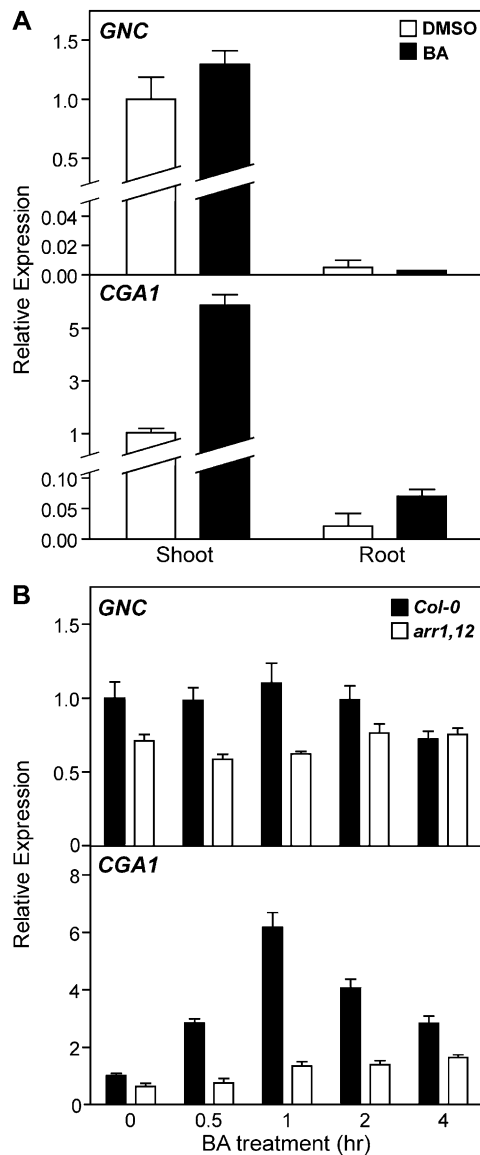 A
GNC
DMSO
BA
1.5
1.0
0.5
0.04
0.02
0.00
Relative Expression
CGA1
5
3
1
0.10
0.05
0.00
Shoot Root
B
GNC
Col-0
arr1,12
1.5
1.0
0.5
0
Relative Expression
CGA1
8
6
4
2
0
0 0.5 1 2 4
BA treatment (hr)